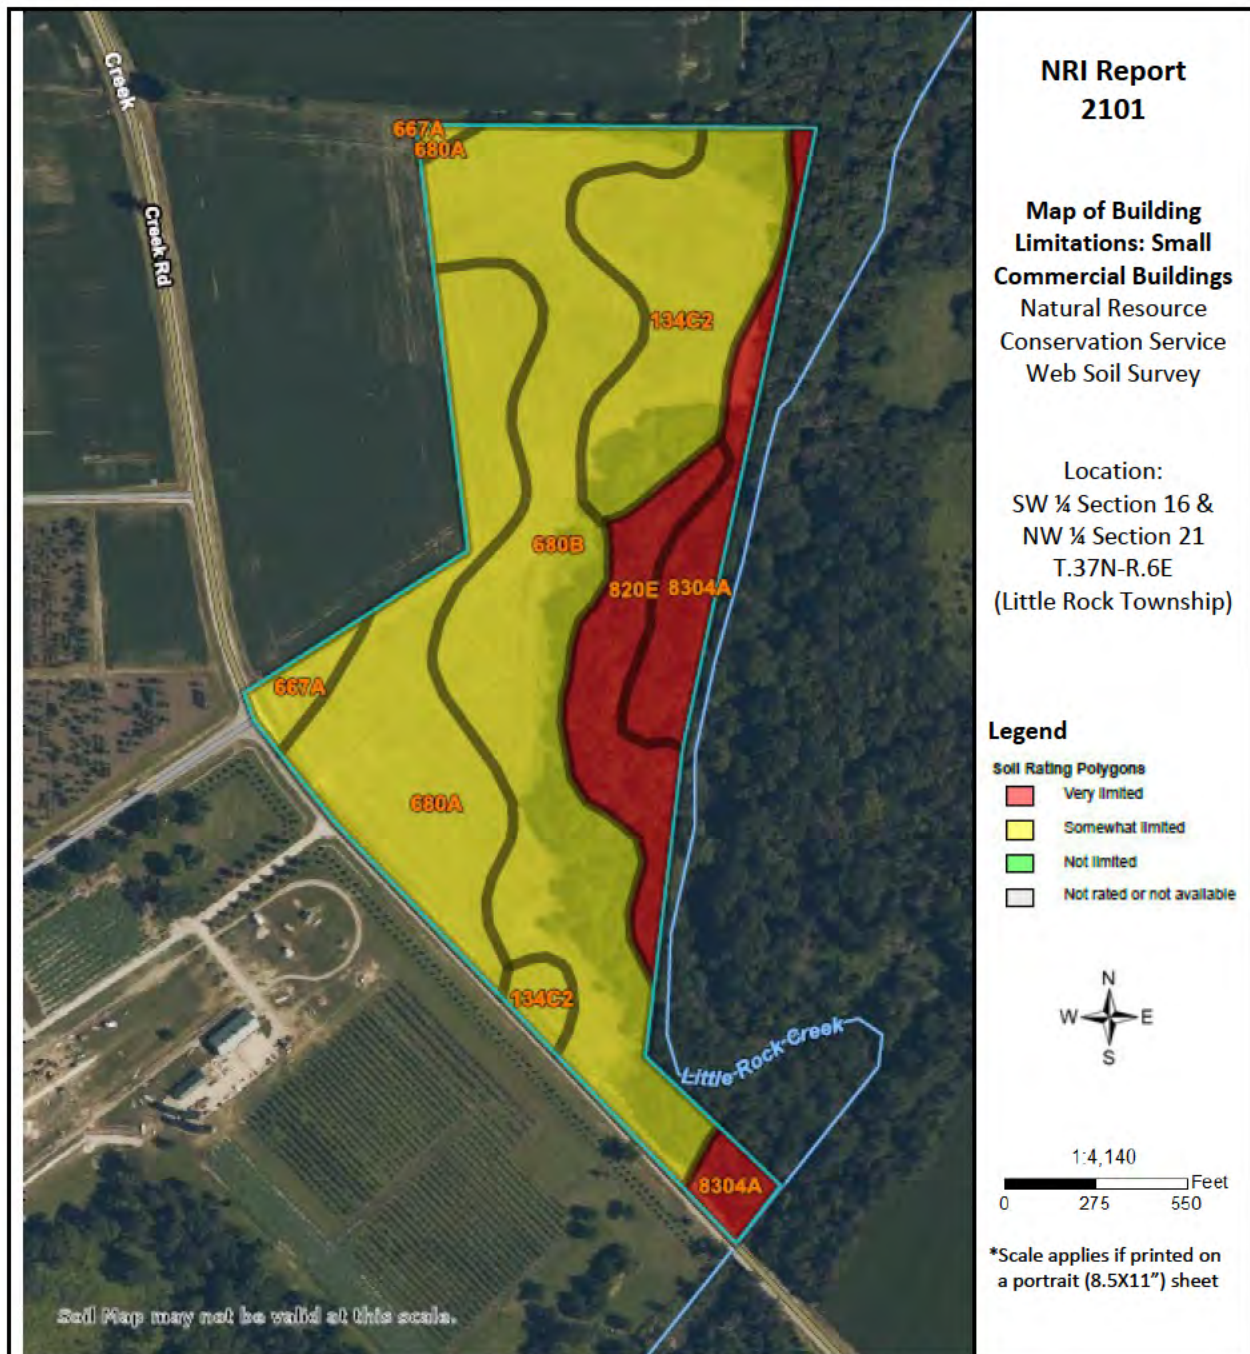 NRI Report
2101
Map of Building
Limitations: Small
Commercial Buildings
Natural Resource
Conservation Service
Web Soil Survey
Location:
SW ¼ Section 16 &
NW ¼ Section 21
T.37N-R.6E
(Little Rock Township)
Legend
Soil Rating Polygons
Very limited
Somewhat limited
Not limited
Not rated or not available
N
W E
S
1:4,140
Feet
0 275 550
*Scale applies if printed on
a portrait (8.5X11”) sheet
Creek
Creek Rd
667A
680A
134C2
680B
820E 8304A
667A
680A
134C2
Little Rock Creek
8304A
Soil Map may not be valid at this scale.